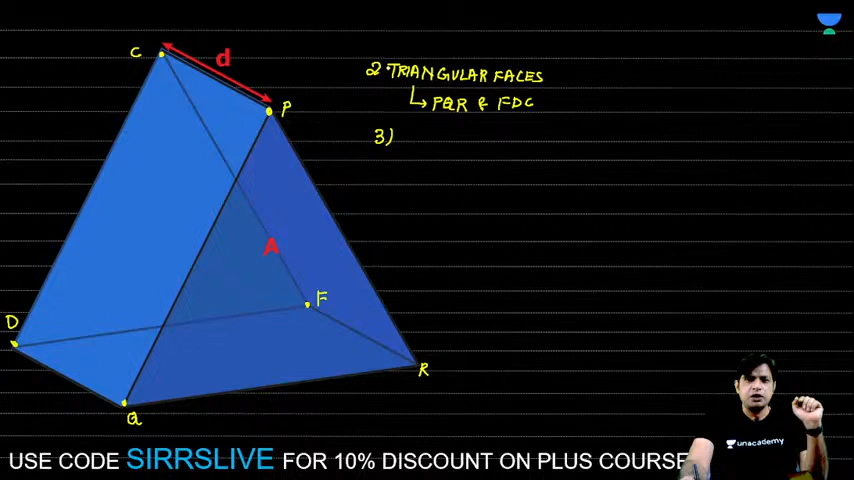 C
d
P
2 TRIANGULAR FACES
PQR & FDC
3)
A
F
D
R
Q
unacademy
USE CODE SIRRSLIVE FOR 10% DISCOUNT ON PLUS COURSE